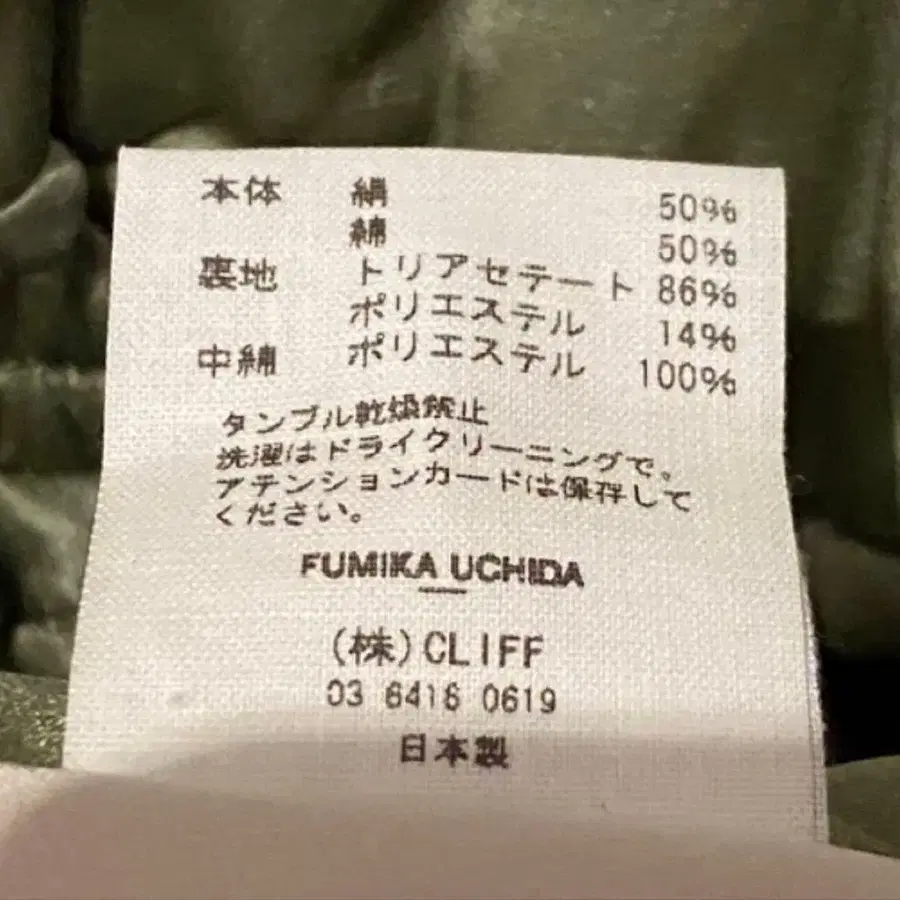 本体 絹 50%
綿 50%
裏地 トリアセテート 86%
ポリエステル 14%
中綿 ポリエステル 100%
タンブル乾燥禁止
洗濯はドライクリーニングで。
アテンションカードは保存して
ください。
FUMIKA UCHIDA
(株)CLIFF
03 6416 0619
日本製